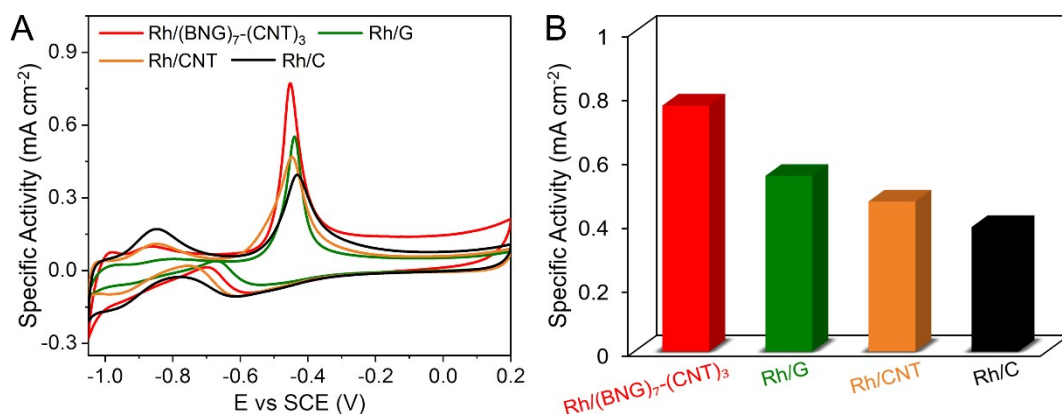 A
Rh/(BNG)₇-(CNT)₃ Rh/G
Rh/CNT Rh/C
Specific Activity (mA cm⁻²)
0.9
0.6
0.3
0.0
-0.3
-1.0 -0.8 -0.6 -0.4 -0.2 0.0 0.2
E vs SCE (V)
B
Specific Activity (mA cm⁻²)
1
0.8
0.6
0.4
0.2
0
Rh/(BNG)₇-(CNT)₃ Rh/G Rh/CNT Rh/C